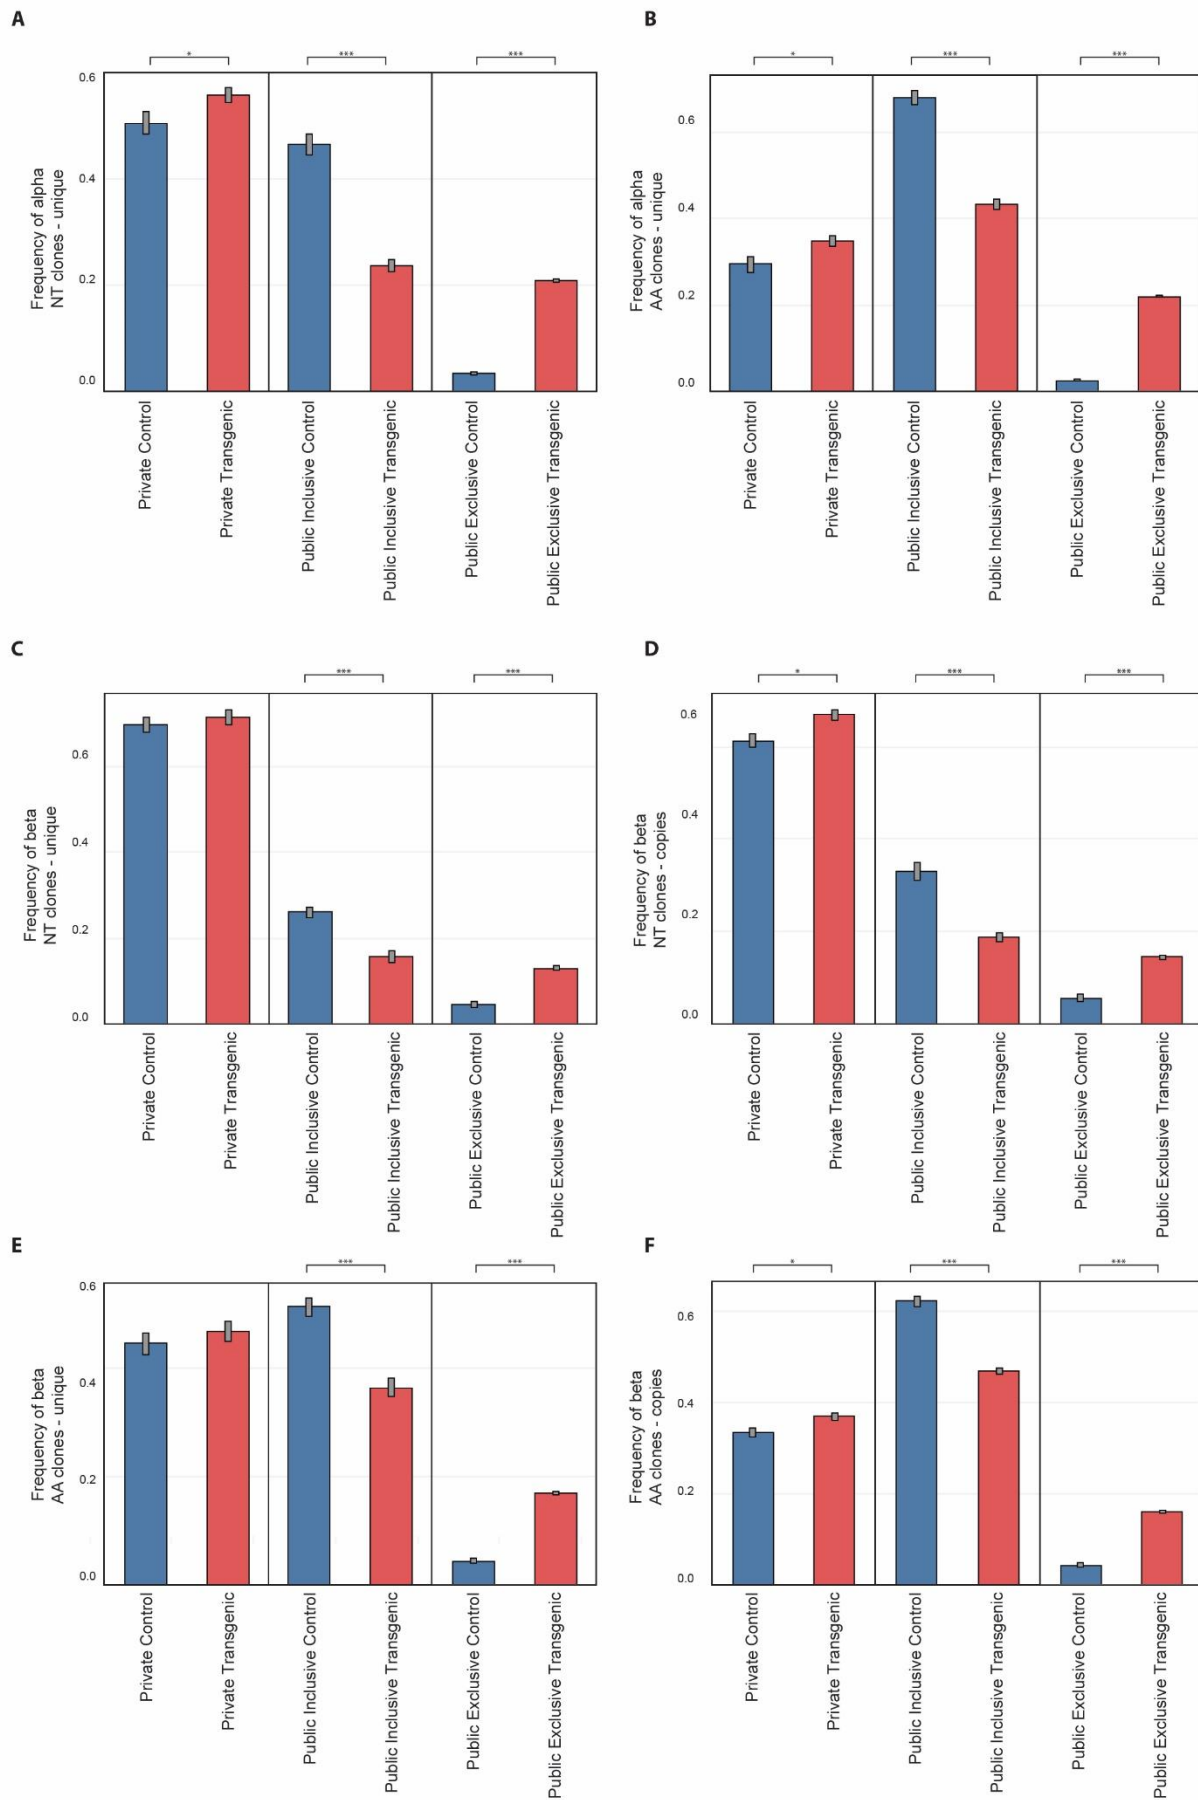 A
* *** ***
0.6
0.4
0.2
0.0
Frequency of alpha
NT clones - unique
Private Control
Private Transgenic
Public Inclusive Control
Public Inclusive Transgenic
Public Exclusive Control
Public Exclusive Transgenic
B
* *** ***
0.6
0.4
0.2
0.0
Frequency of alpha
AA clones - unique
Private Control
Private Transgenic
Public Inclusive Control
Public Inclusive Transgenic
Public Exclusive Control
Public Exclusive Transgenic
C
*** ***
0.6
0.4
0.2
0.0
Frequency of beta
NT clones - unique
Private Control
Private Transgenic
Public Inclusive Control
Public Inclusive Transgenic
Public Exclusive Control
Public Exclusive Transgenic
D
* *** ***
0.6
0.4
0.2
0.0
Frequency of beta
NT clones - copies
Private Control
Private Transgenic
Public Inclusive Control
Public Inclusive Transgenic
Public Exclusive Control
Public Exclusive Transgenic
E
*** ***
0.6
0.4
0.2
0.0
Frequency of beta
AA clones - unique
Private Control
Private Transgenic
Public Inclusive Control
Public Inclusive Transgenic
Public Exclusive Control
Public Exclusive Transgenic
F
* *** ***
0.6
0.4
0.2
0.0
Frequency of beta
AA clones - copies
Private Control
Private Transgenic
Public Inclusive Control
Public Inclusive Transgenic
Public Exclusive Control
Public Exclusive Transgenic